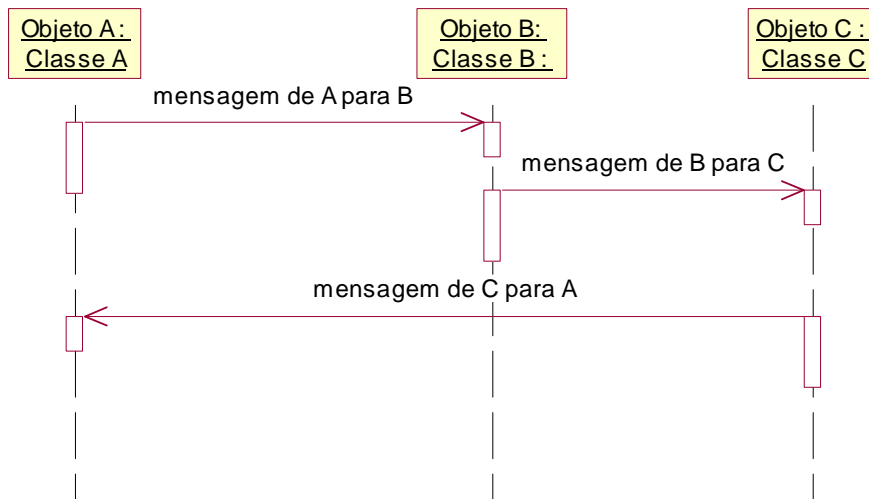 Objeto A :
Classe A
Objeto B:
Classe B :
Objeto C :
Classe C
mensagem de A para B
mensagem de B para C
mensagem de C para A